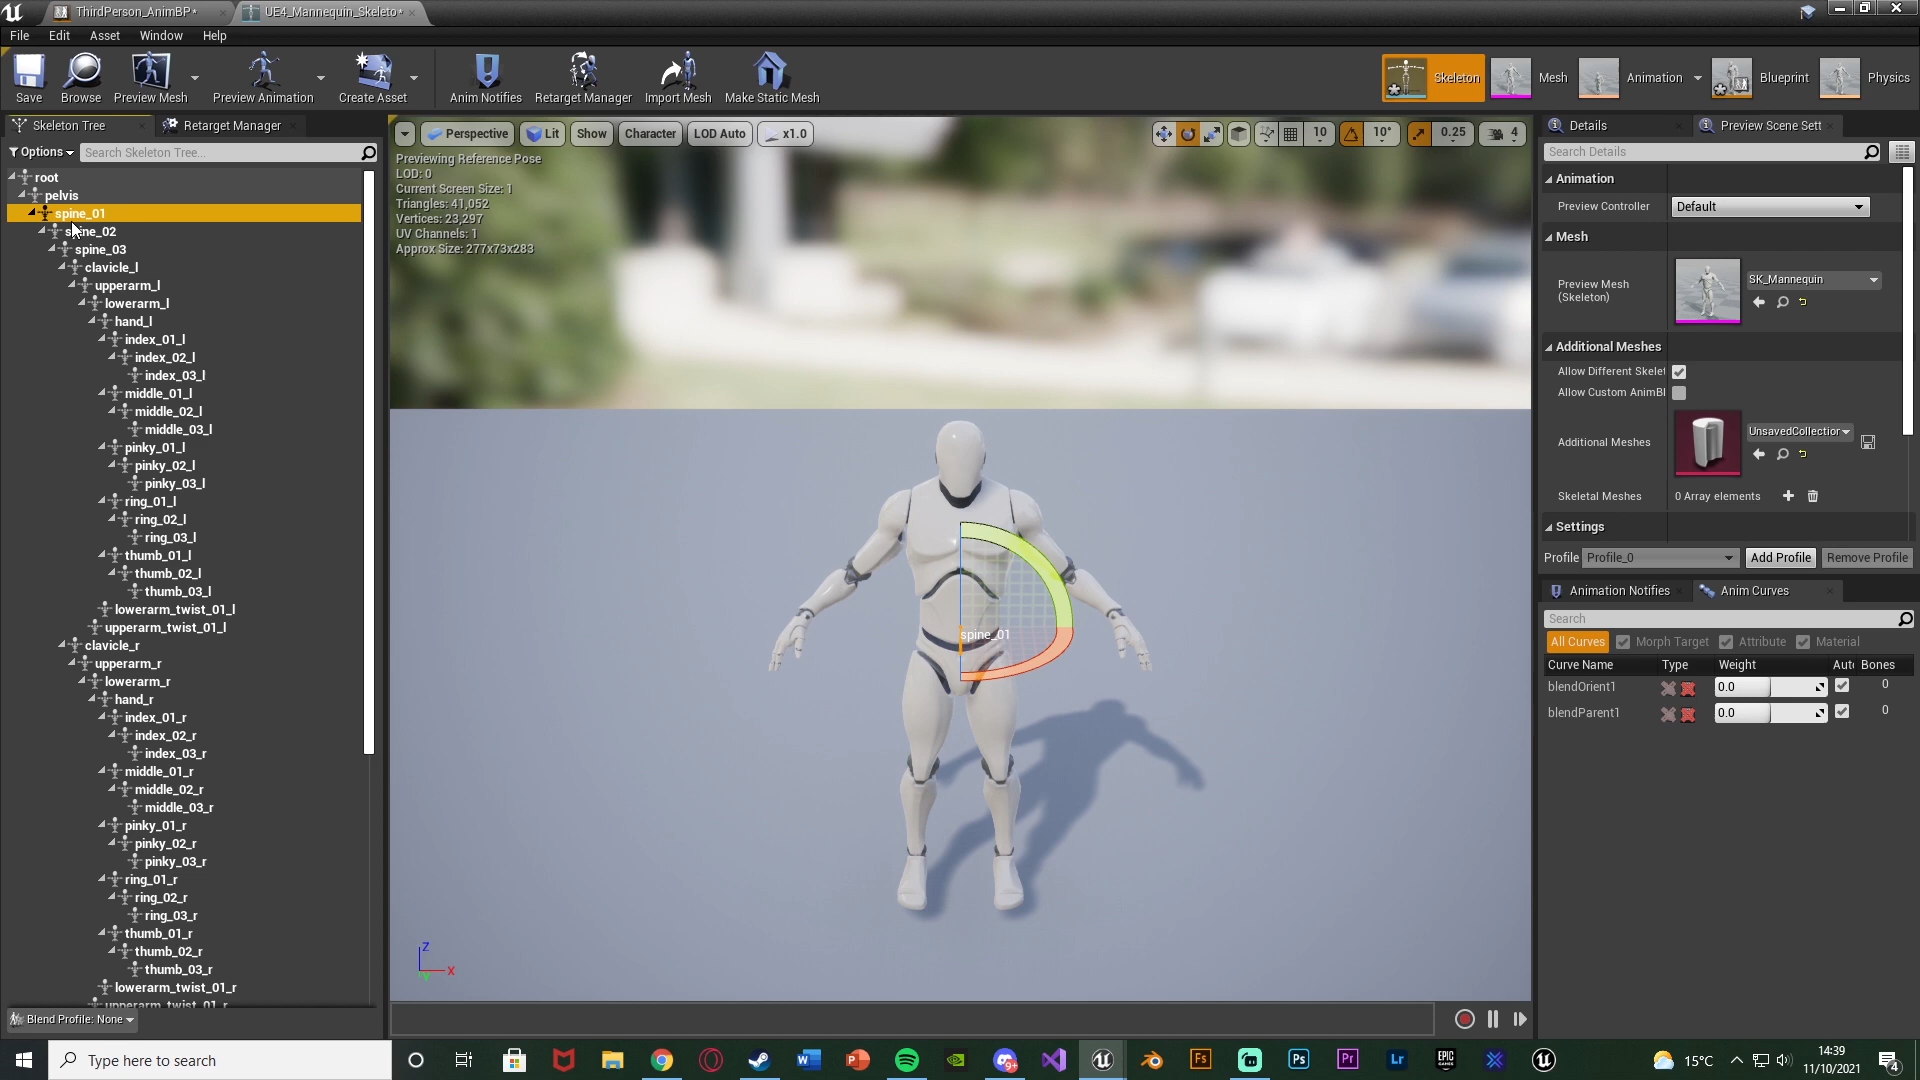 ThirdPerson_AnimBP*
UE4_Mannequin_Skeleto*
File Edit Asset Window Help
Save Browse Preview Mesh Preview Animation Create Asset Anim Notifies Retarget Manager Import Mesh Make Static Mesh Skeleton Mesh Animation Blueprint Physics
Skeleton Tree Retarget Manager
Options Search Skeleton Tree...
root
pelvis
spine_01
spine_02
spine_03
clavicle_l
upperarm_l
lowerarm_l
hand_l
index_01_l
index_02_l
index_03_l
middle_01_l
middle_02_l
middle_03_l
pinky_01_l
pinky_02_l
pinky_03_l
ring_01_l
ring_02_l
ring_03_l
thumb_01_l
thumb_02_l
thumb_03_l
lowerarm_twist_01_l
upperarm_twist_01_l
clavicle_r
upperarm_r
lowerarm_r
hand_r
index_01_r
index_02_r
index_03_r
middle_01_r
middle_02_r
middle_03_r
pinky_01_r
pinky_02_r
pinky_03_r
ring_01_r
ring_02_r
ring_03_r
thumb_01_r
thumb_02_r
thumb_03_r
lowerarm_twist_01_r
upperarm_twist_01_r
Blend Profile: None
Perspective Lit Show Character LOD Auto x1.0 10 10° 0.25 4
Previewing Reference Pose
LOD: 0
Current Screen Size: 1
Triangles: 41,052
Vertices: 23,297
UV Channels: 1
Approx Size: 277x73x283
spine_01
Z
X
Y
Details Preview Scene Sett
Search Details
Animation
Preview Controller Default
Mesh
Preview Mesh
(Skeleton)
SK_Mannequin
Additional Meshes
Allow Different Skelet
Allow Custom AnimBl
Additional Meshes UnsavedCollection
Skeletal Meshes 0 Array elements
Settings
Profile Profile_0 Add Profile Remove Profile
Animation Notifies Anim Curves
Search
All Curves Morph Target Attribute Material
Curve Name Type Weight Aut Bones
blendOrient1 0.0 0
blendParent1 0.0 0
Type here to search
9+
Fs
Ps
Pr
Lr
EPIC
GAMES
15°C
14:39
11/10/2021
4